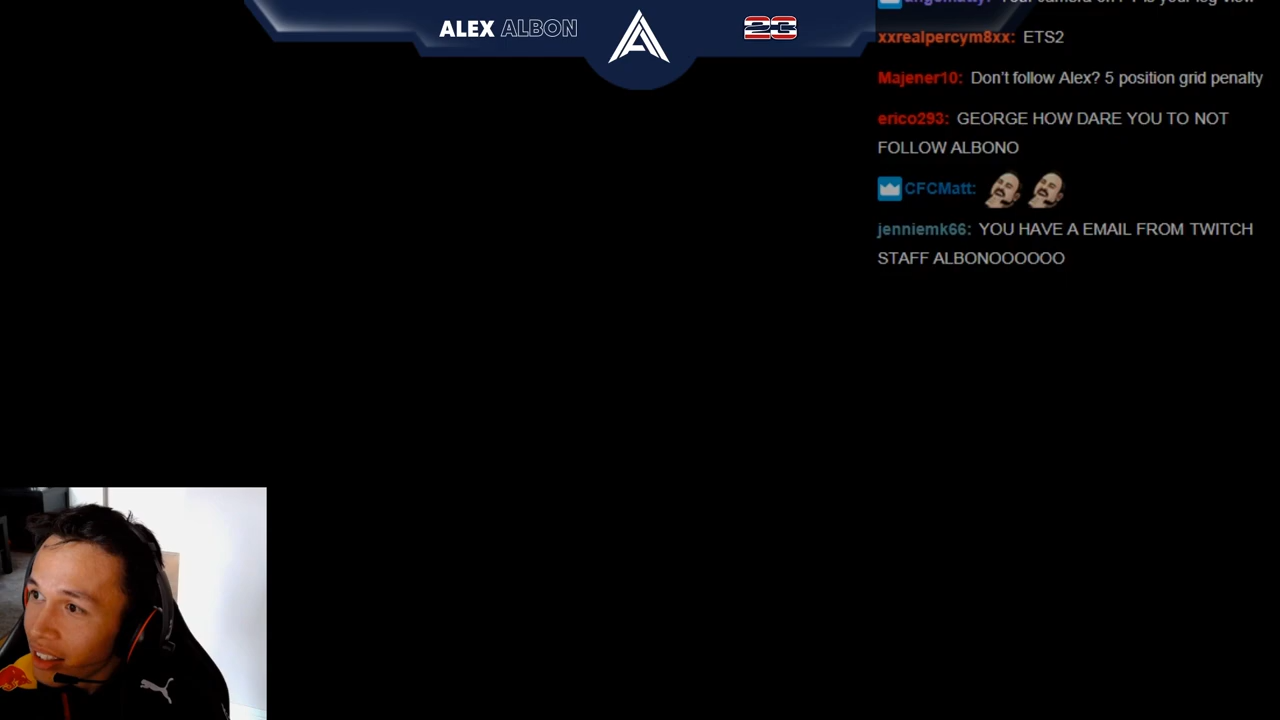 ALEX ALBON
23
xxrealpercym8xx: ETS2
Majener10: Don't follow Alex? 5 position grid penalty
erico293: GEORGE HOW DARE YOU TO NOT
FOLLOW ALBONO
CFCMatt:
jenniemk66: YOU HAVE A EMAIL FROM TWITCH
STAFF ALBONOOOOOO